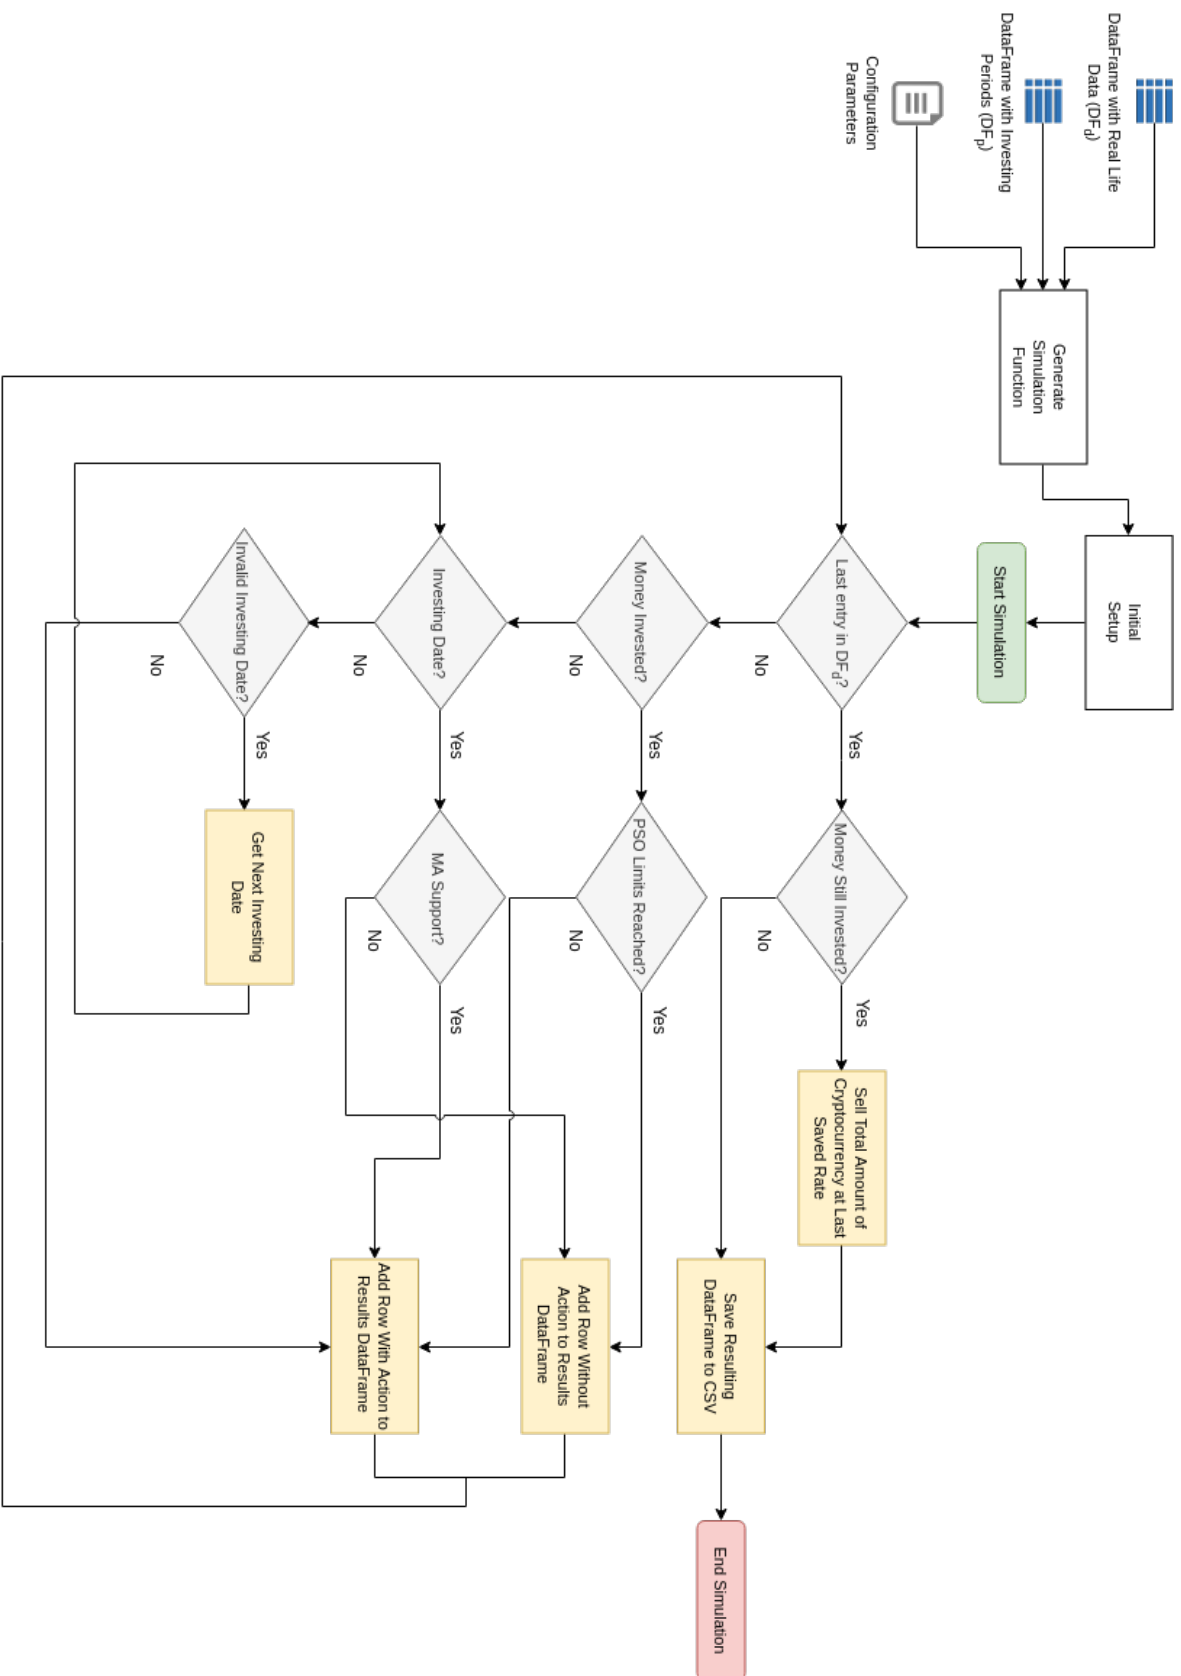 DataFrame with Real Life
Data (DFd)
DataFrame with Investing
Periods (DFp)
Configuration
Parameters
Generate
Simulation
Function
Initial
Setup
Start Simulation
Last entry in DFd?
Yes
No
Money Still Invested?
Yes
No
Sell Total Amount of
Cryptocurrency at Last
Saved Rate
Save Resulting
DataFrame to CSV
End Simulation
Money Invested?
Yes
No
PSO Limits Reached?
Yes
No
Add Row Without
Action to Results
DataFrame
Investing Date?
Yes
No
MA Support?
Yes
No
Add Row With Action to
Results DataFrame
Invalid Investing Date?
Yes
No
Get Next Investing
Date